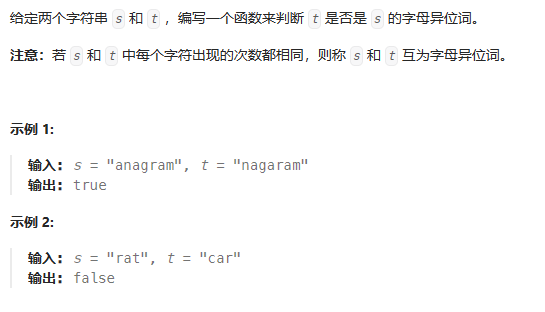 给定两个字符串 s 和 t ，编写一个函数来判断 t 是否是 s 的字母异位词。
注意：若 s 和 t 中每个字符出现的次数都相同，则称 s 和 t 互为字母异位词。
示例 1:
输入: s = "anagram", t = "nagaram"
输出: true
示例 2:
输入: s = "rat", t = "car"
输出: false